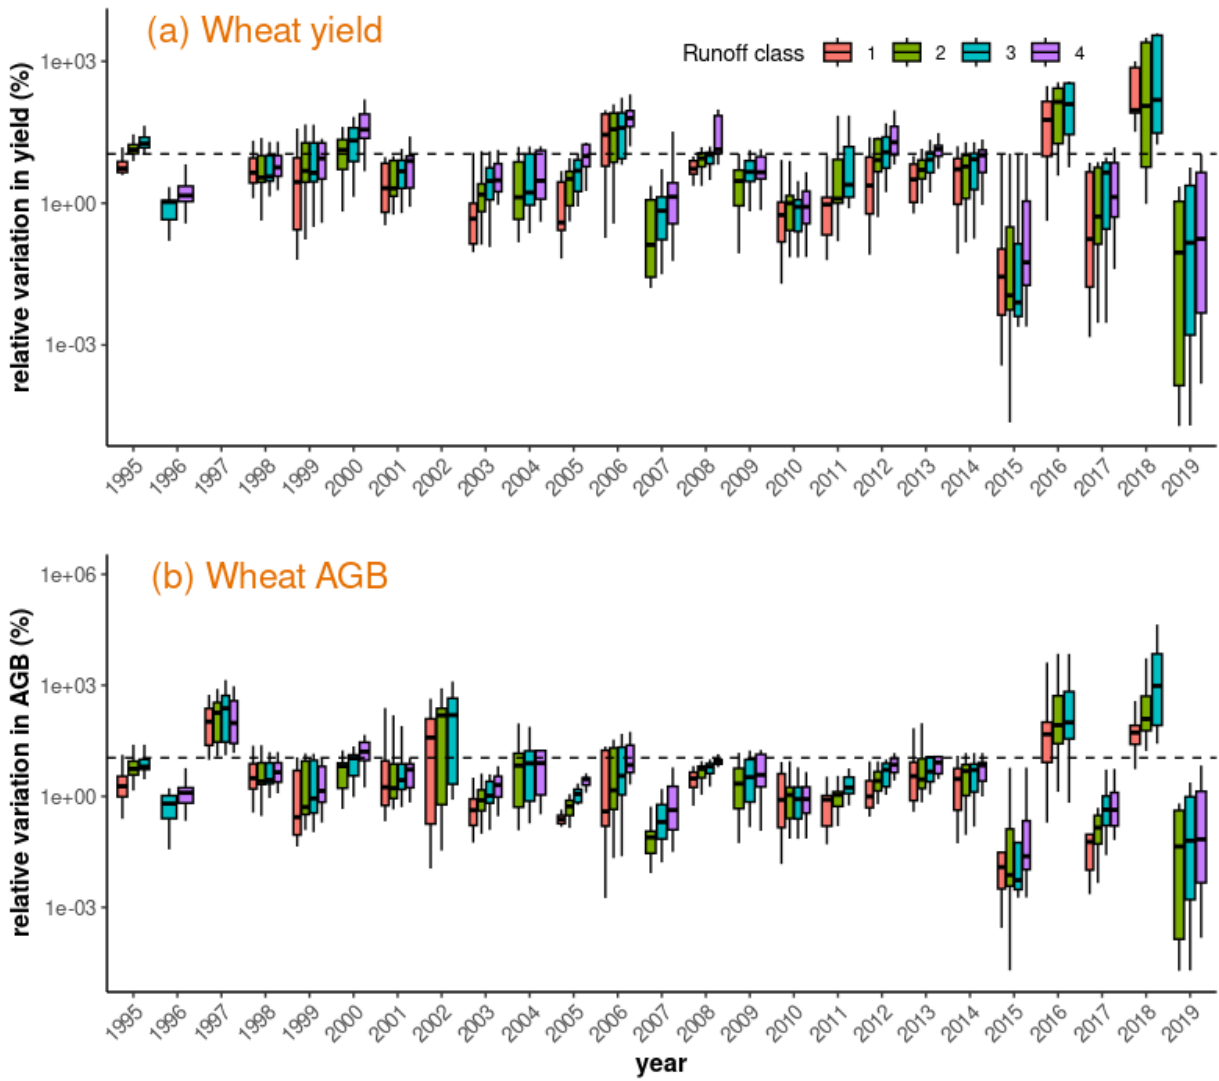 (a) Wheat yield
Runoff class 1 2 3 4
relative variation in yield (%)
1e+03
1e+00
1e-03
1995 1996 1997 1998 1999 2000 2001 2002 2003 2004 2005 2006 2007 2008 2009 2010 2011 2012 2013 2014 2015 2016 2017 2018 2019
(b) Wheat AGB
relative variation in AGB (%)
1e+06
1e+03
1e+00
1e-03
1995 1996 1997 1998 1999 2000 2001 2002 2003 2004 2005 2006 2007 2008 2009 2010 2011 2012 2013 2014 2015 2016 2017 2018 2019
year